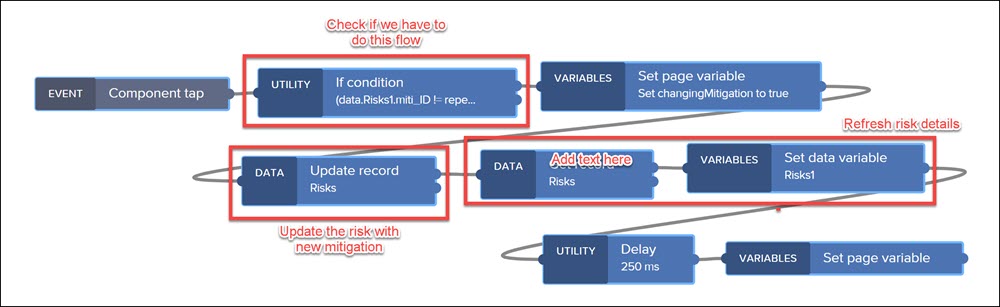 Check if we have to
do this flow
EVENT
Component tap
UTILITY
If condition
(data.Risks1.miti_ID != repe...
VARIABLES
Set page variable
Set changingMitigation to true
Refresh risk details
DATA
Update record
Risks
DATA
Add text here
record
Risks
VARIABLES
Set data variable
Risks1
Update the risk with
new mitigation
UTILITY
Delay
250 ms
VARIABLES
Set page variable